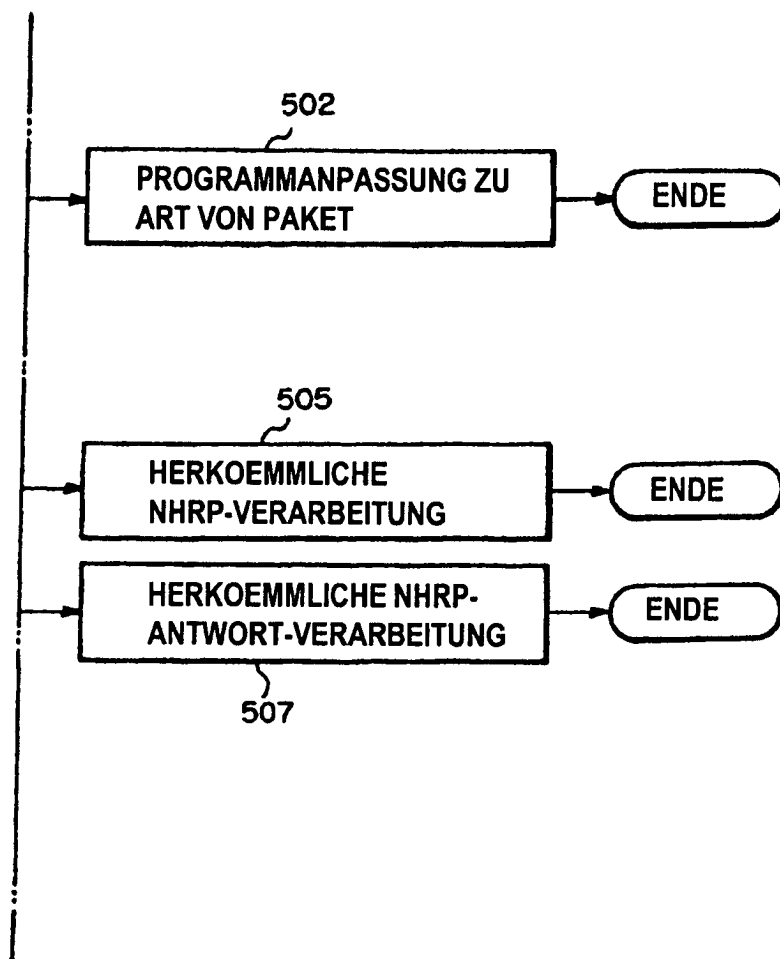 502
PROGRAMMANPASSUNG ZU
ART VON PAKET
ENDE
505
HERKOEMMLICHE
NHRP-VERARBEITUNG
ENDE
HERKOEMMLICHE NHRP-
ANTWORT-VERARBEITUNG
ENDE
507